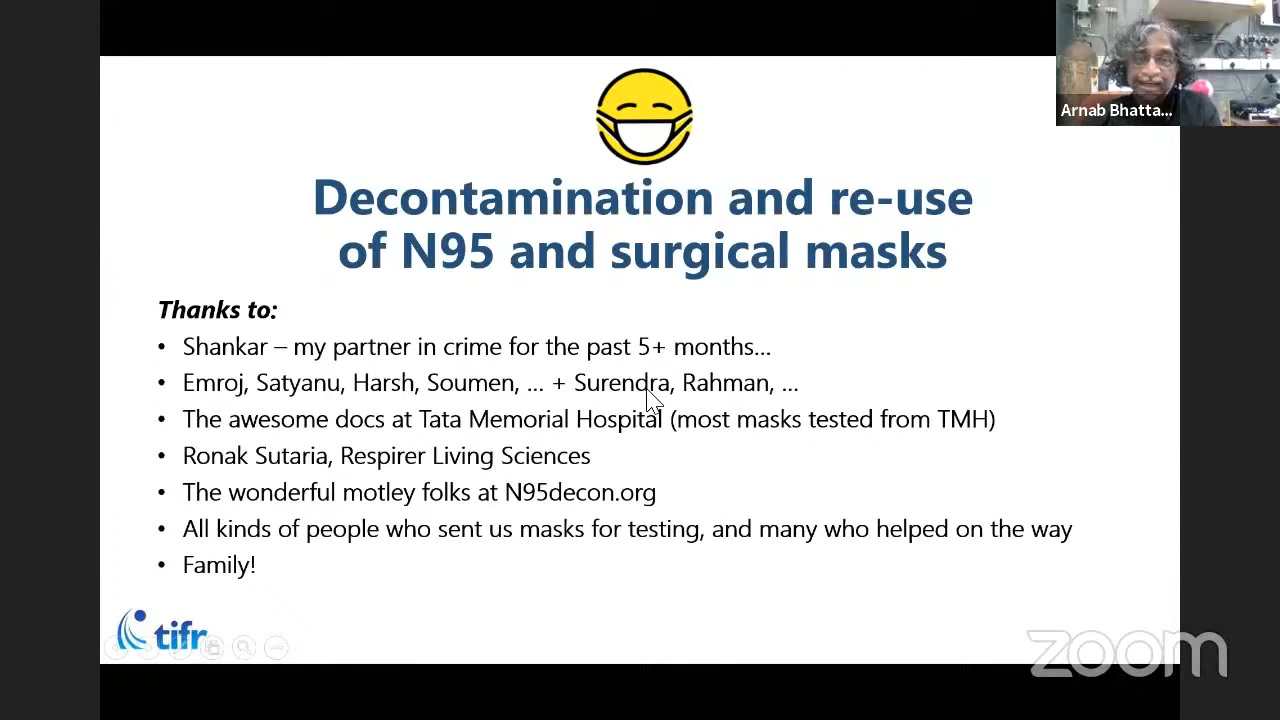 Arnab Bhatta...
Decontamination and re-use
of N95 and surgical masks
Thanks to:
• Shankar – my partner in crime for the past 5+ months...
• Emroj, Satyanu, Harsh, Soumen, ... + Surendra, Rahman, ...
• The awesome docs at Tata Memorial Hospital (most masks tested from TMH)
• Ronak Sutaria, Respirer Living Sciences
• The wonderful motley folks at N95decon.org
• All kinds of people who sent us masks for testing, and many who helped on the way
• Family!
tifr
zoom